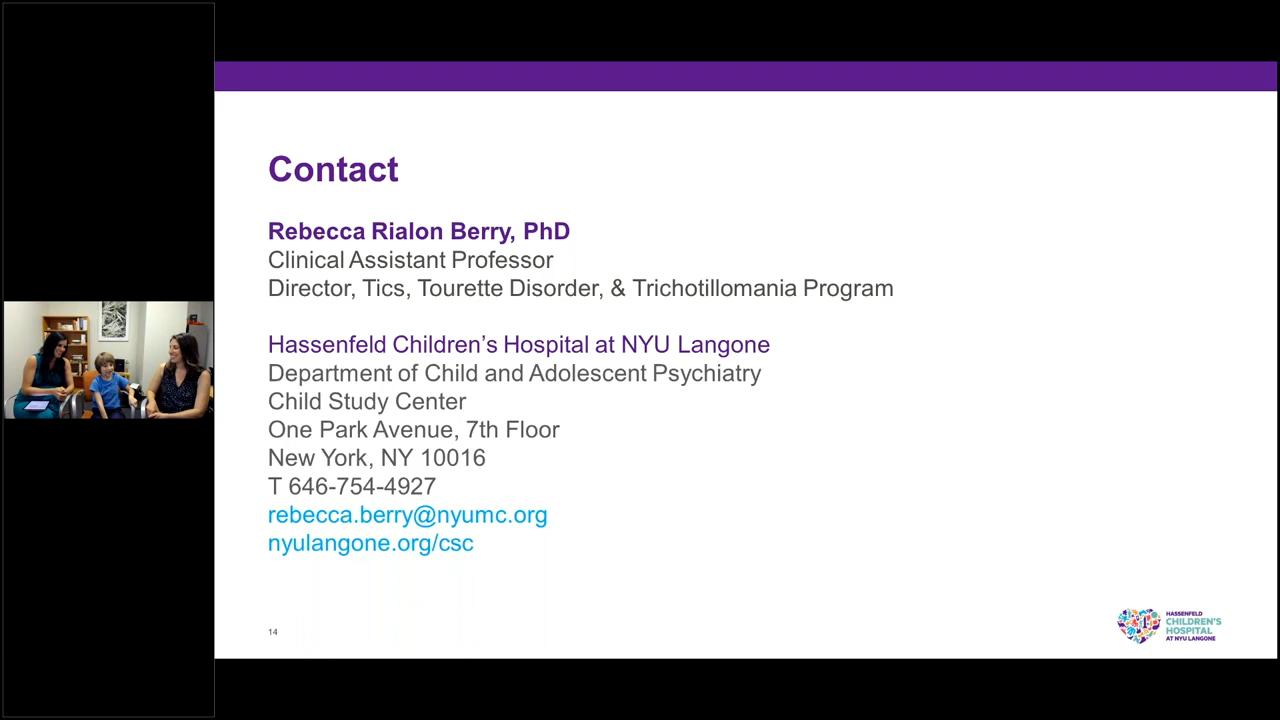 Contact
Rebecca Rialon Berry, PhD
Clinical Assistant Professor
Director, Tics, Tourette Disorder, & Trichotillomania Program
Hassenfeld Children’s Hospital at NYU Langone
Department of Child and Adolescent Psychiatry
Child Study Center
One Park Avenue, 7th Floor
New York, NY 10016
T 646-754-4927
rebecca.berry@nyumc.org
nyulangone.org/csc
14
HASSENFELD
CHILDREN'S
HOSPITAL
AT NYU LANGONE